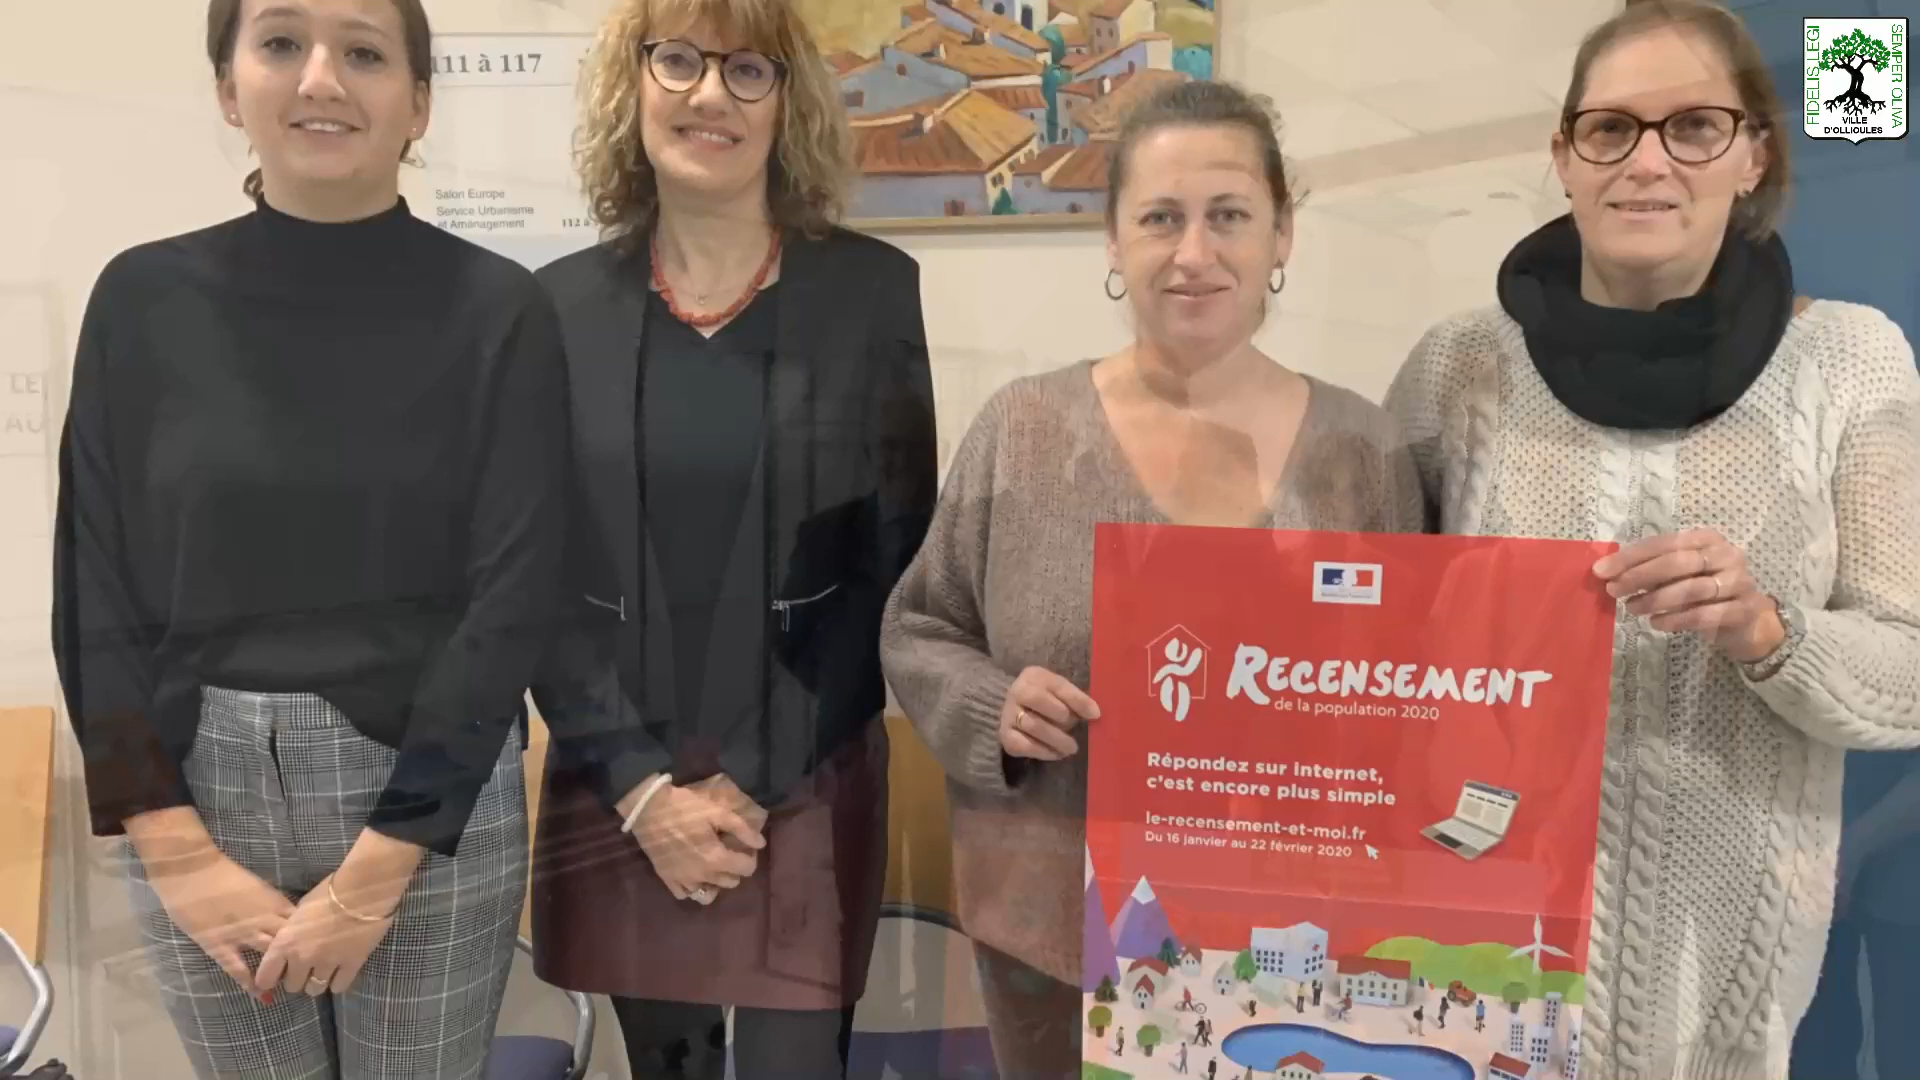 111 à 117
Salon Europe
Service Urbanisme
et Aménagement
112 à
LE
AU
FIDELIS LEGI
SEMPER OLIVA
VILLE
D'OLLIOULES
RECENSEMENT
de la population 2020
Répondez sur internet,
c'est encore plus simple
le-recensement-et-moi.fr
Du 16 janvier au 22 février 2020